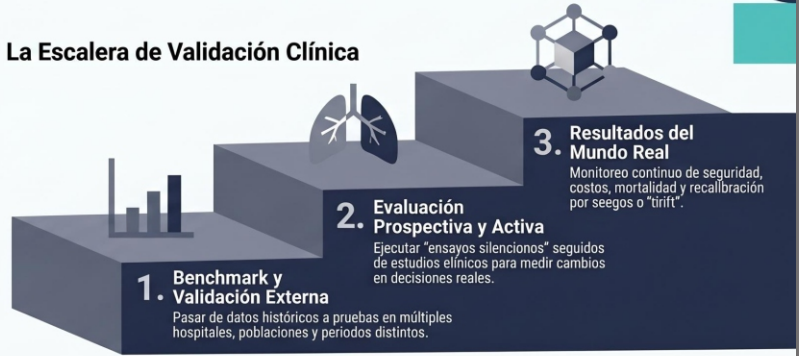 La Escalera de Validación Clínica
1. Benchmark y
Validación Externa
Pasar de datos históricos a pruebas en múltiples
hospitales, poblaciones y periodos distintos.
2. Evaluación
Prospectiva y Activa
Ejecutar “ensayos silencionos” seguidos
de estudios elínicos para medir cambios
en decisiones reales.
3. Resultados del
Mundo Real
Monitoreo continuo de seguridad,
costos, mortalidad y recallbración
por seegos o “tirift”.